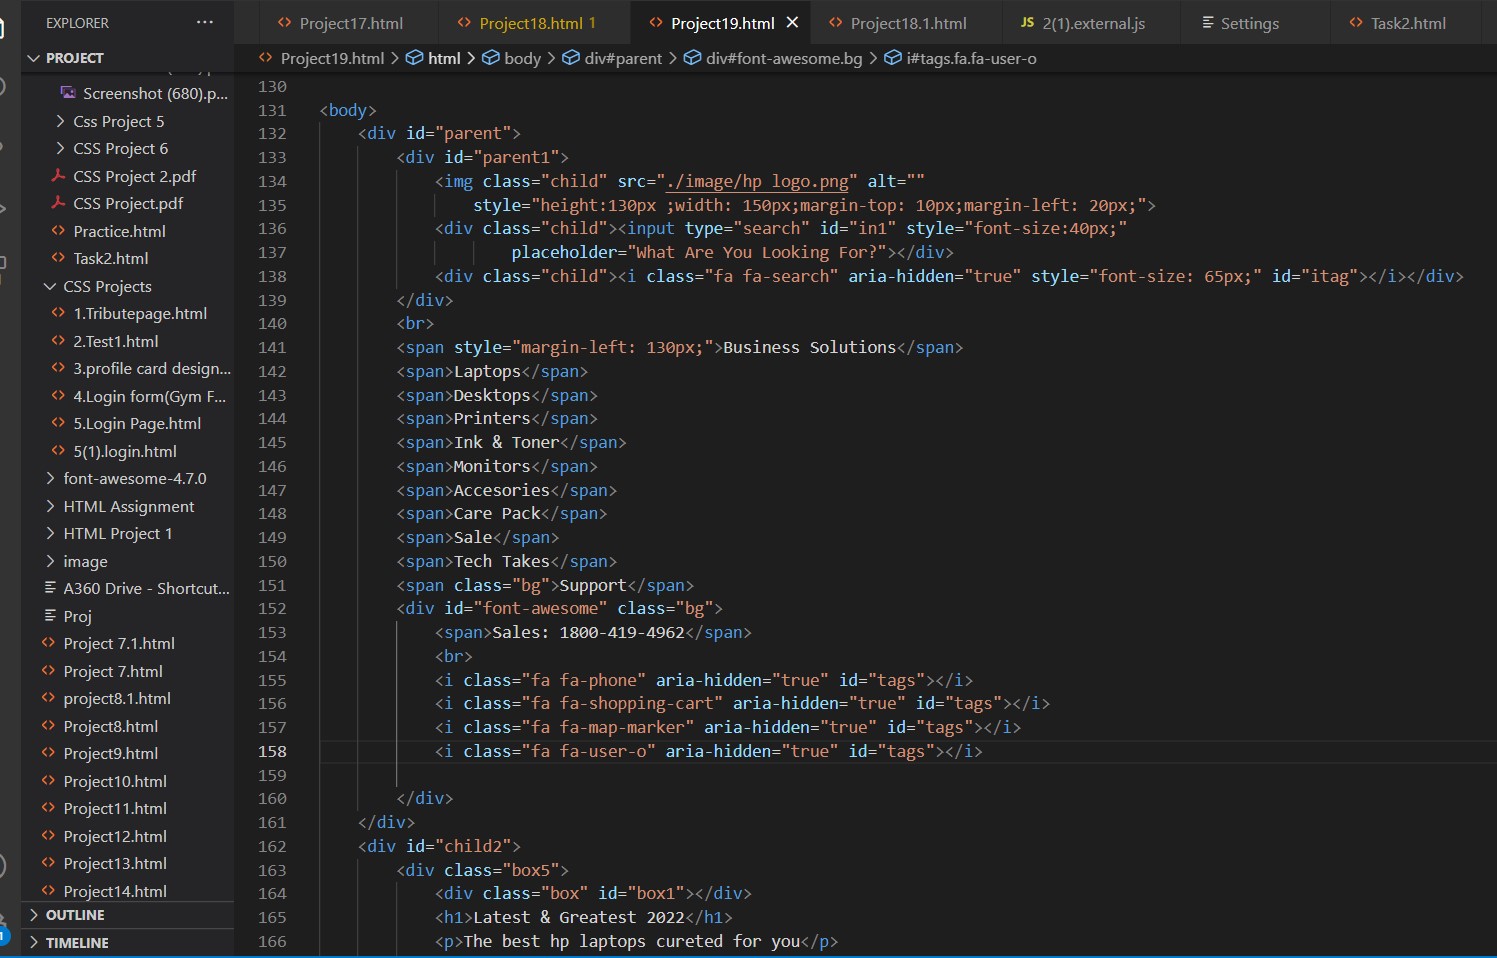 EXPLORER ...
PROJECT
Screenshot (680).p...
Css Project 5
CSS Project 6
CSS Project 2.pdf
CSS Project.pdf
Practice.html
Task2.html
CSS Projects
1.Tributepage.html
2.Test1.html
3.profile card design...
4.Login form(Gym F...
5.Login Page.html
5(1).login.html
font-awesome-4.7.0
HTML Assignment
HTML Project 1
image
A360 Drive - Shortcut...
Proj
Project 7.1.html
Project 7.html
project8.1.html
Project8.html
Project9.html
Project10.html
Project11.html
Project12.html
Project13.html
Project14.html
OUTLINE
TIMELINE
Project17.html Project18.html 1 Project19.html Project18.1.html JS 2(1).external.js Settings Task2.html
Project19.html > html > body > div#parent > div#font-awesome.bg > i#tags.fa.fa-user-o
130
131 <body>
132 <div id="parent">
133 <div id="parent1">
134 <img class="child" src="./image/hp logo.png" alt=""
135 style="height:130px ;width: 150px;margin-top: 10px;margin-left: 20px;">
136 <div class="child"><input type="search" id="in1" style="font-size:40px;"
137 placeholder="What Are You Looking For?"></div>
138 <div class="child"><i class="fa fa-search" aria-hidden="true" style="font-size: 65px;" id="itag"></i></div>
139 </div>
140 <br>
141 <span style="margin-left: 130px;">Business Solutions</span>
142 <span>Laptops</span>
143 <span>Desktops</span>
144 <span>Printers</span>
145 <span>Ink & Toner</span>
146 <span>Monitors</span>
147 <span>Accesories</span>
148 <span>Care Pack</span>
149 <span>Sale</span>
150 <span>Tech Takes</span>
151 <span class="bg">Support</span>
152 <div id="font-awesome" class="bg">
153 <span>Sales: 1800-419-4962</span>
154 <br>
155 <i class="fa fa-phone" aria-hidden="true" id="tags"></i>
156 <i class="fa fa-shopping-cart" aria-hidden="true" id="tags"></i>
157 <i class="fa fa-map-marker" aria-hidden="true" id="tags"></i>
158 <i class="fa fa-user-o" aria-hidden="true" id="tags"></i>
159
160 </div>
161 </div>
162 <div id="child2">
163 <div class="box5">
164 <div class="box" id="box1"></div>
165 <h1>Latest & Greatest 2022</h1>
166 <p>The best hp laptops cureted for you</p>